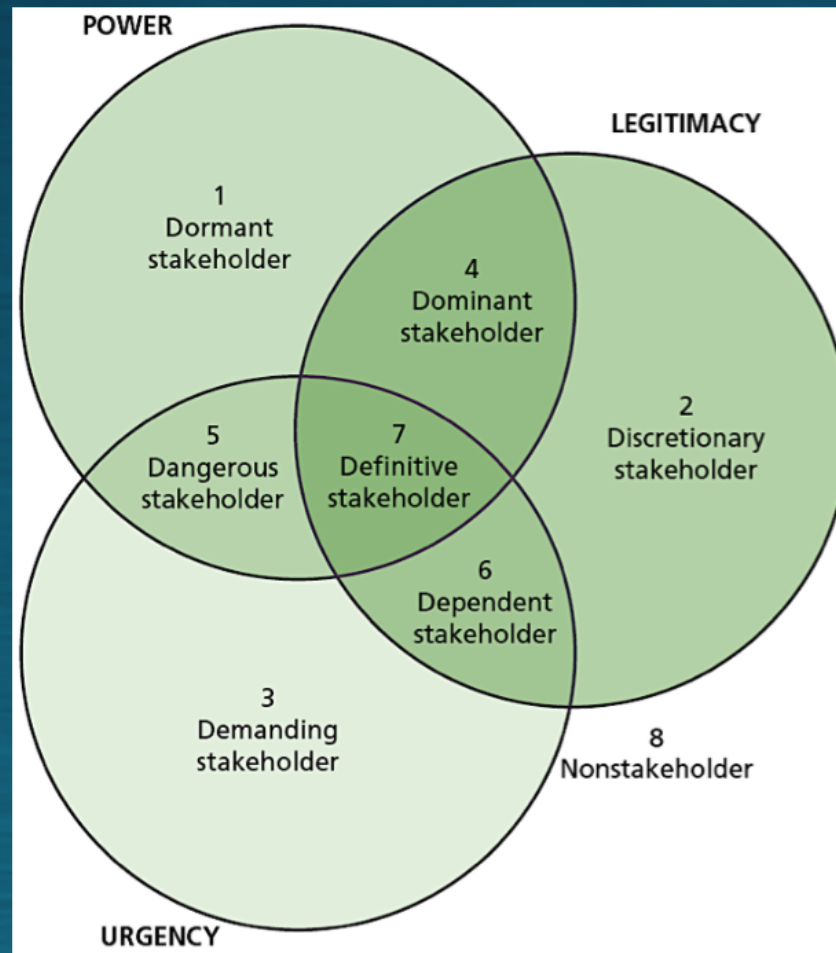 POWER
LEGITIMACY
1
Dormant
stakeholder
4
Dominant
stakeholder
2
Discretionary
stakeholder
5
Dangerous
stakeholder
7
Definitive
stakeholder
6
Dependent
stakeholder
3
Demanding
stakeholder
8
Nonstakeholder
URGENCY